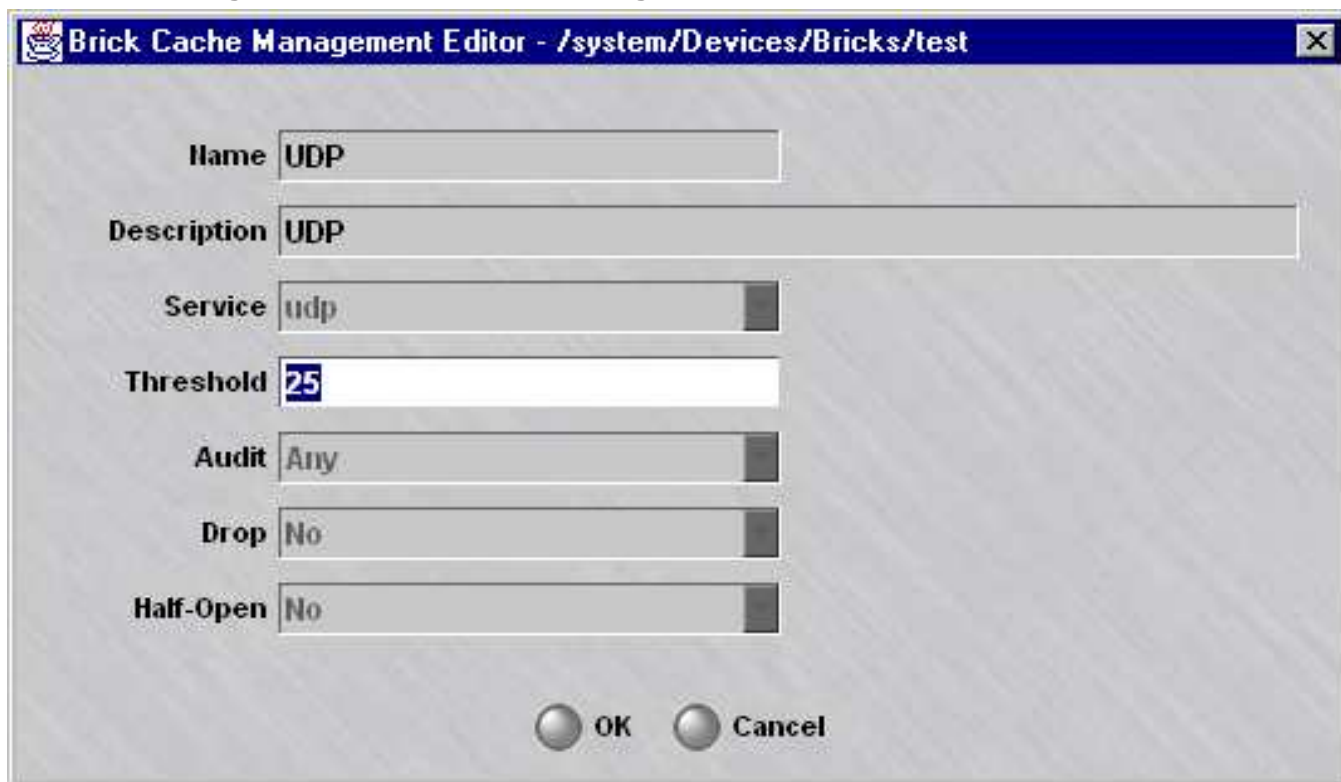 Brick Cache Management Editor - /system/Devices/Bricks/test
Name UDP
Description UDP
Service udp
Threshold 25
Audit Any
Drop No
Half-Open No
OK Cancel